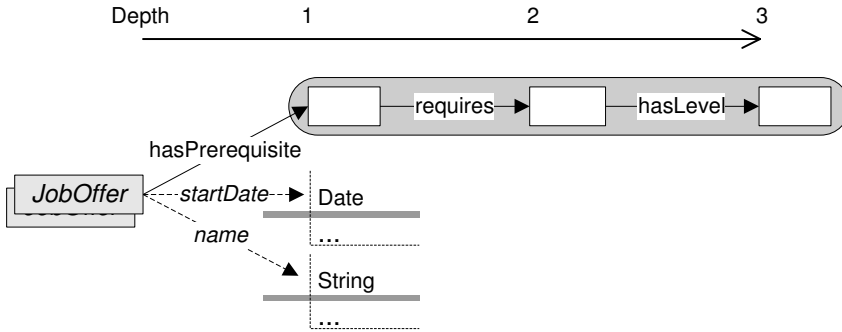 Depth 1 2 3
requires hasLevel
hasPrerequisite
JobOffer
startDate Date
...
name
String
...